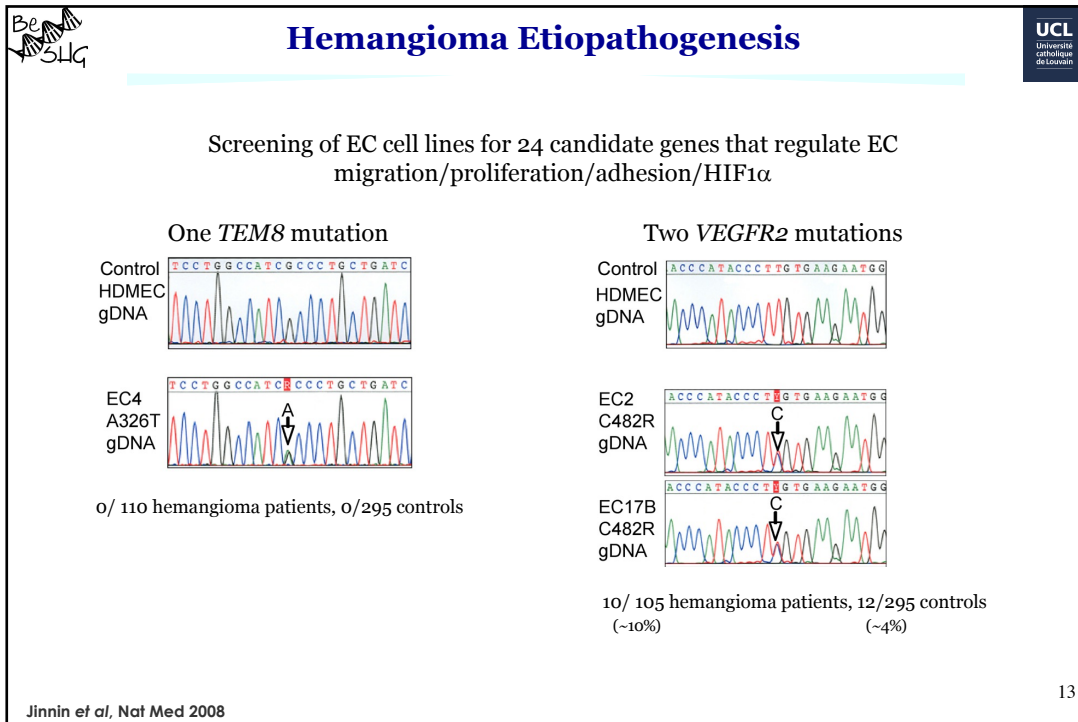 Be
SHG
Hemangioma Etiopathogenesis
UCL
Université
catholique
de Louvain
Screening of EC cell lines for 24 candidate genes that regulate EC
migration/proliferation/adhesion/HIF1α
One TEM8 mutation
Control
HDMEC
gDNA
TCCTGGCCATCGCCCTGCTGATC
EC4
A326T
gDNA
TCCTGGCCATCRCCCTGCTGATC
A
0/ 110 hemangioma patients, 0/295 controls
Two VEGFR2 mutations
Control
HDMEC
gDNA
ACCCATACCCTTGTGAAGAATGG
EC2
C482R
gDNA
ACCCATACCCTYGTGAAGAATGG
C
EC17B
C482R
gDNA
ACCCATACCCTYGTGAAGAATGG
C
10/ 105 hemangioma patients, 12/295 controls
(~10%) (~4%)
Jinnin et al, Nat Med 2008
13